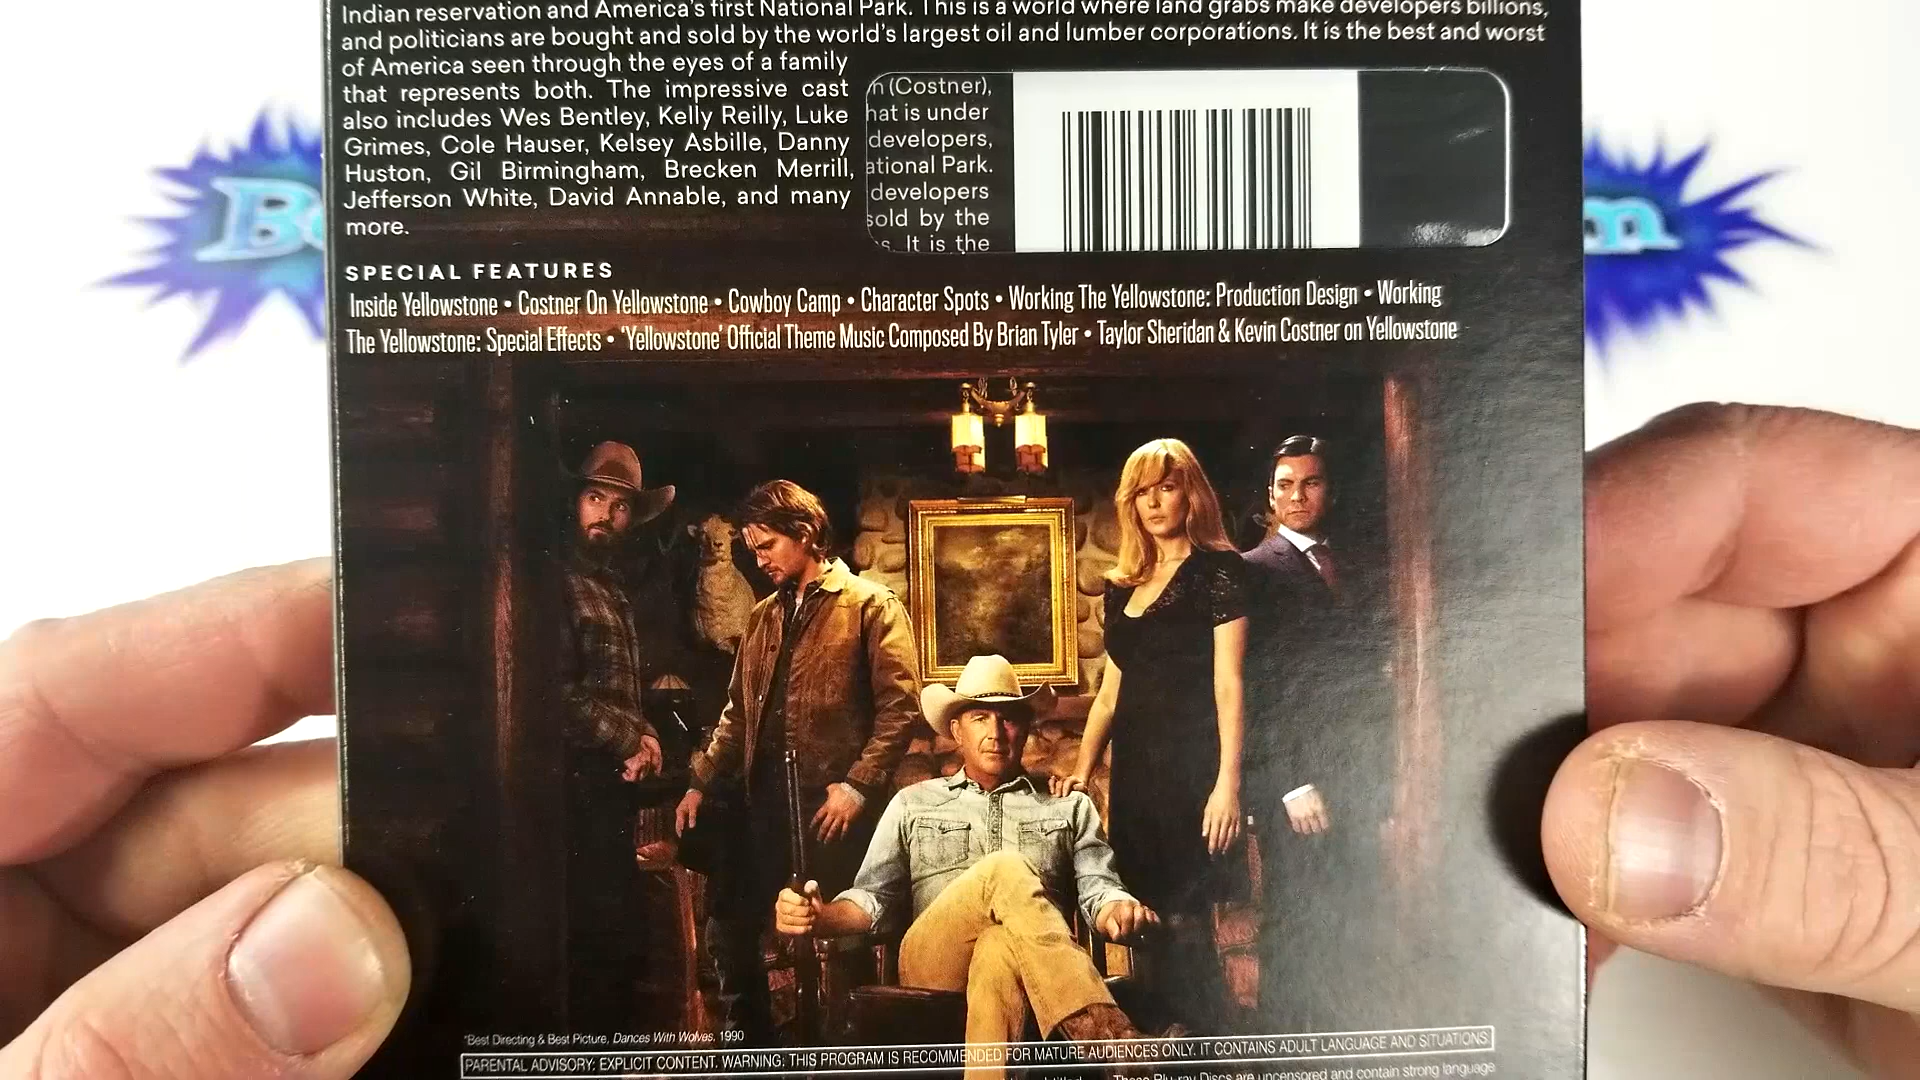 Indian reservation and America's first National Park. This is a world where land grabs make developers billions,
and politicians are bought and sold by the world's largest oil and lumber corporations. It is the best and worst
of America seen through the eyes of a family
that represents both. The impressive cast
also includes Wes Bentley, Kelly Reilly, Luke
Grimes, Cole Hauser, Kelsey Asbille, Danny
Huston, Gil Birmingham, Brecken Merrill,
Jefferson White, David Annable, and many
more.
n (Costner),
hat is under
developers,
ational Park.
developers
sold by the
s. It is the
SPECIAL FEATURES
Inside Yellowstone • Costner On Yellowstone • Cowboy Camp • Character Spots • Working The Yellowstone: Production Design • Working
The Yellowstone: Special Effects • 'Yellowstone' Official Theme Music Composed By Brian Tyler • Taylor Sheridan & Kevin Costner on Yellowstone
*Best Directing & Best Picture, Dances With Wolves, 1990
PARENTAL ADVISORY: EXPLICIT CONTENT. WARNING: THIS PROGRAM IS RECOMMENDED FOR MATURE AUDIENCES ONLY. IT CONTAINS ADULT LANGUAGE AND SITUATIONS
These Blu-ray Discs are uncensored and contain strong language